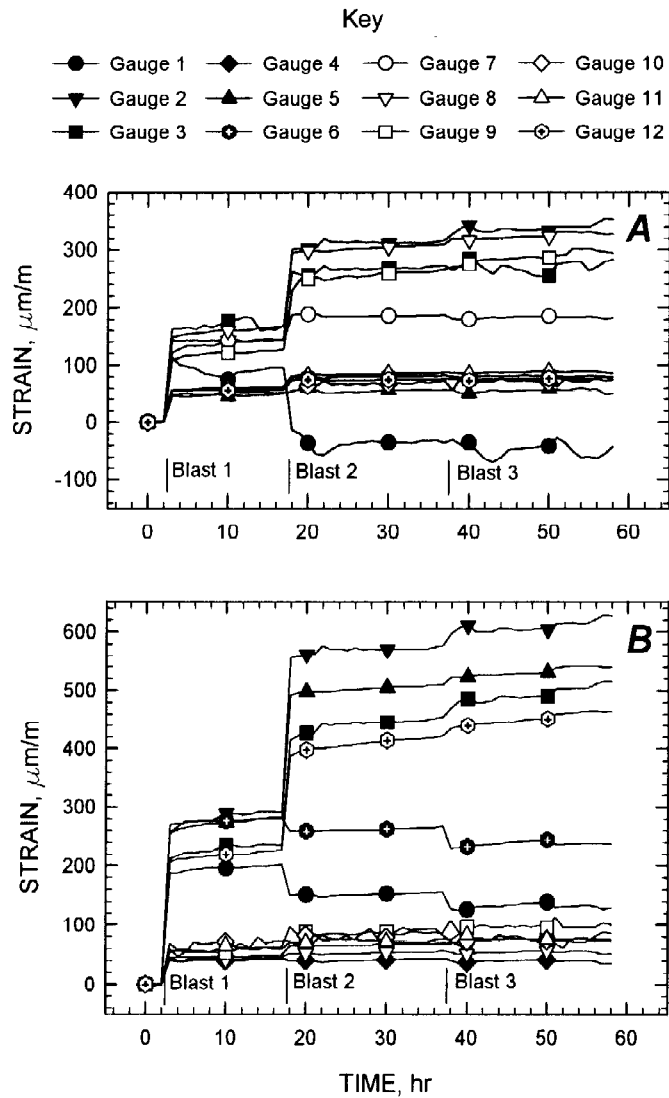 Key
Gauge 1 Gauge 4 Gauge 7 Gauge 10
Gauge 2 Gauge 5 Gauge 8 Gauge 11
Gauge 3 Gauge 6 Gauge 9 Gauge 12
A
400
300
200
100
0
-100
STRAIN, μm/m
Blast 1 Blast 2 Blast 3
0 10 20 30 40 50 60
B
600
500
400
300
200
100
0
STRAIN, μm/m
Blast 1 Blast 2 Blast 3
0 10 20 30 40 50 60
TIME, hr